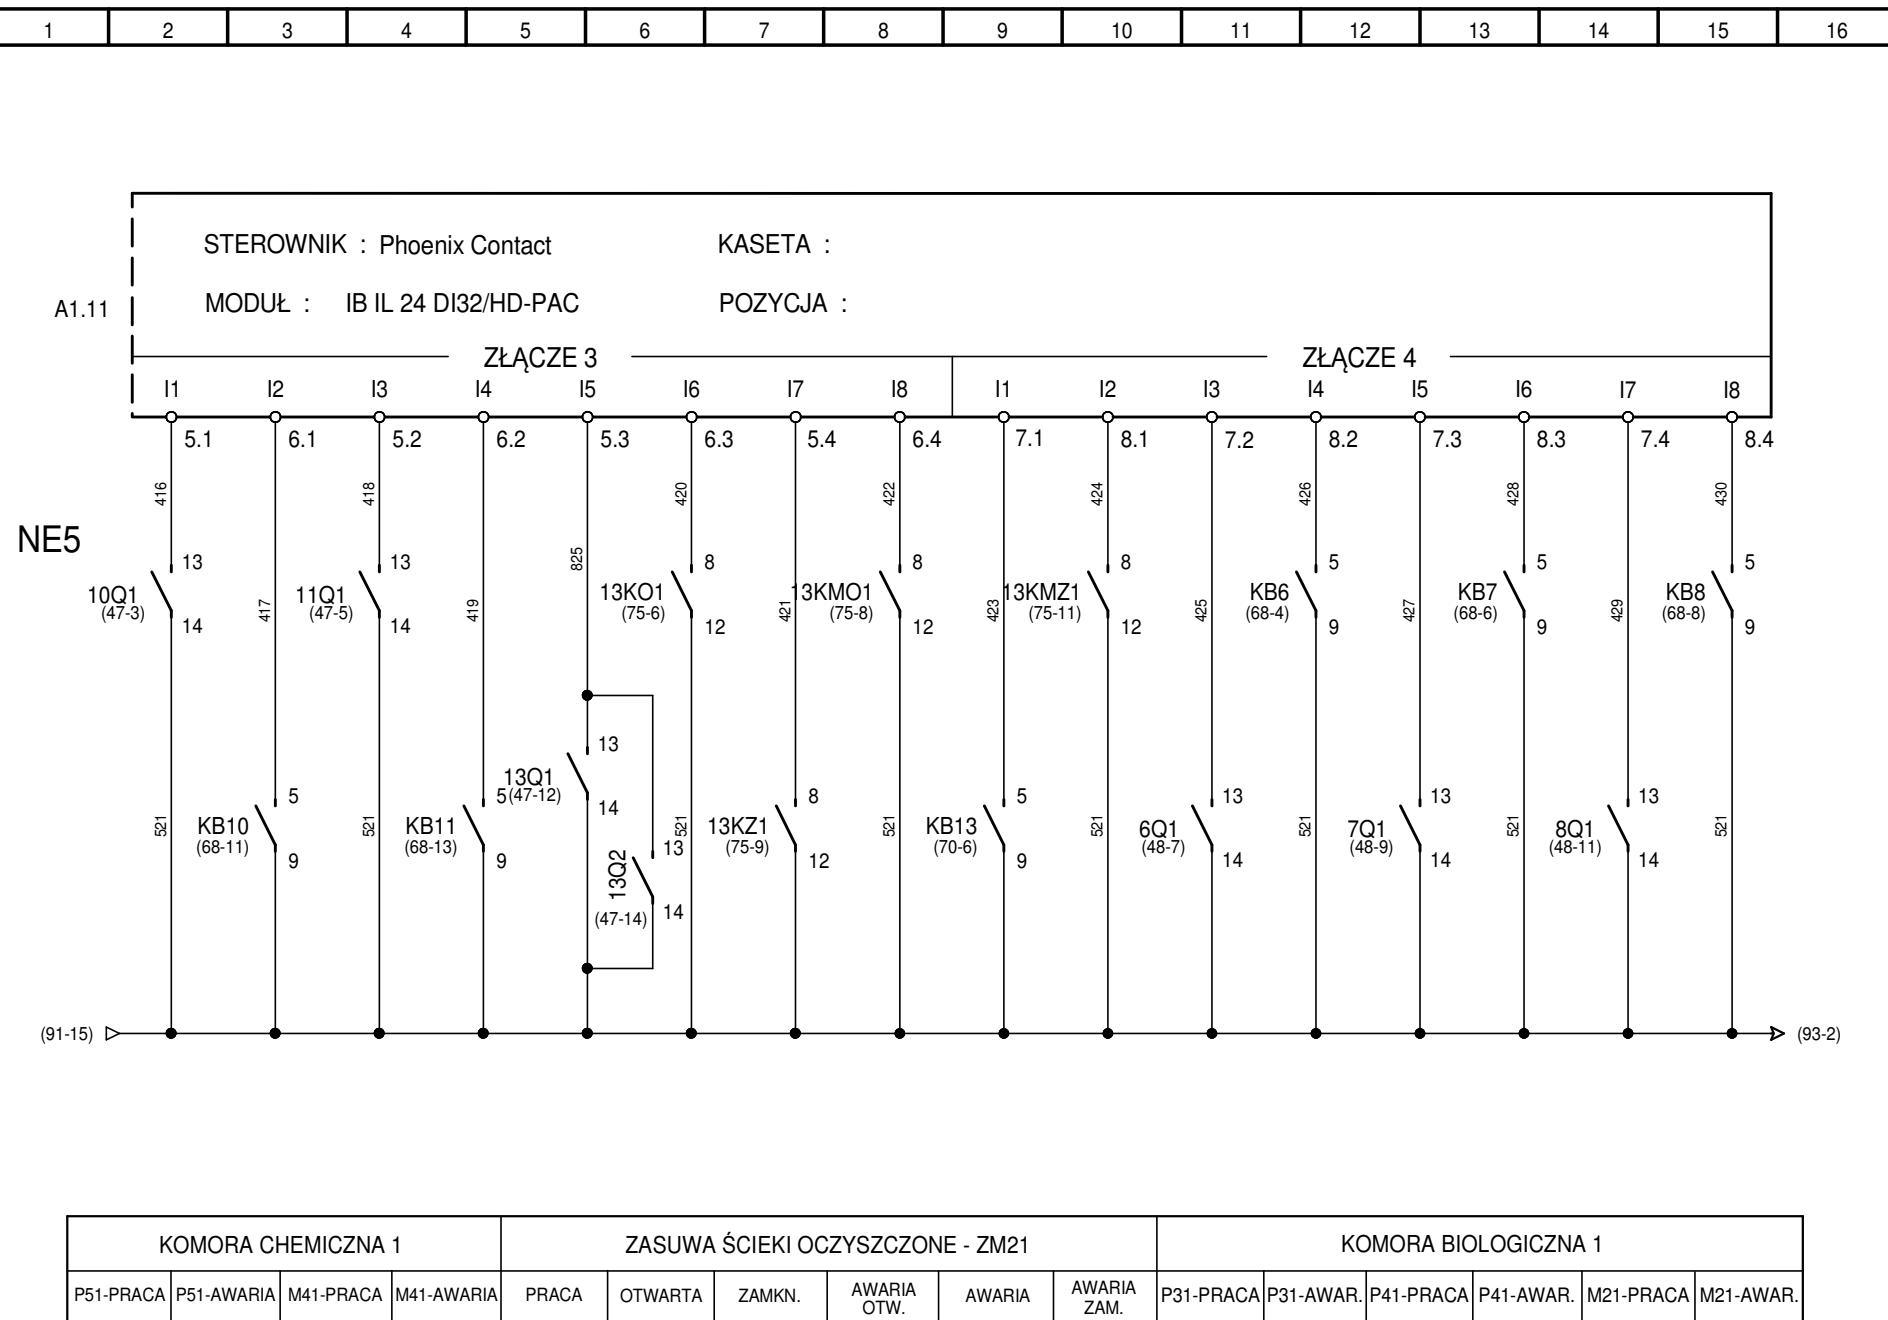 1 2 3 4 5 6 7 8 9 10 11 12 13 14 15 16
STEROWNIK : Phoenix Contact KASETA :
A1.11 MODUŁ : IB IL 24 DI32/HD-PAC POZYCJA :
ZŁĄCZE 3 ZŁĄCZE 4
I1 I2 I3 I4 I5 I6 I7 I8 I1 I2 I3 I4 I5 I6 I7 I8
5.1 6.1 5.2 6.2 5.3 6.3 5.4 6.4 7.1 8.1 7.2 8.2 7.3 8.3 7.4 8.4
416 418 420 422 424 426 428 430
NE5
825
13 13 8 8 8 5 5 5
10Q1 11Q1 13KO1 13KMO1 13KMZ1 KB6 KB7 KB8
(47-3) (47-5) (75-6) (75-8) (75-11) (68-4) (68-6) (68-8)
417 419 421 423 425 427 429
14 14 12 12 12 9 9 9
13
13Q1
(47-12)
14
5 5 8 5 13 13 13
KB10 KB11 13KZ1 KB13 6Q1 7Q1 8Q1
(68-11) (68-13) (75-9) (70-6) (48-7) (48-9) (48-11)
521 521 521 521 521 521 521 521
9 9 12 9 14 14 14
13
13Q2
(47-14)
14
(91-15) (93-2)
KOMORA CHEMICZNA 1 ZASUWA ŚCIEKI OCZYSZCZONE - ZM21 KOMORA BIOLOGICZNA 1
P51-PRACA P51-AWARIA M41-PRACA M41-AWARIA PRACA OTWARTA ZAMKN. AWARIA OTW. AWARIA AWARIA ZAM. P31-PRACA P31-AWAR. P41-PRACA P41-AWAR. M21-PRACA M21-AWAR.